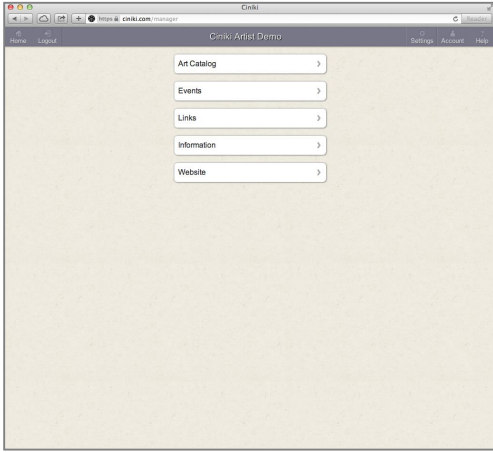 Ciniki
https ciniki.com/manager
Reader
Home Logout Ciniki Artist Demo Settings Account Help
Art Catalog
Events
Links
Information
Website